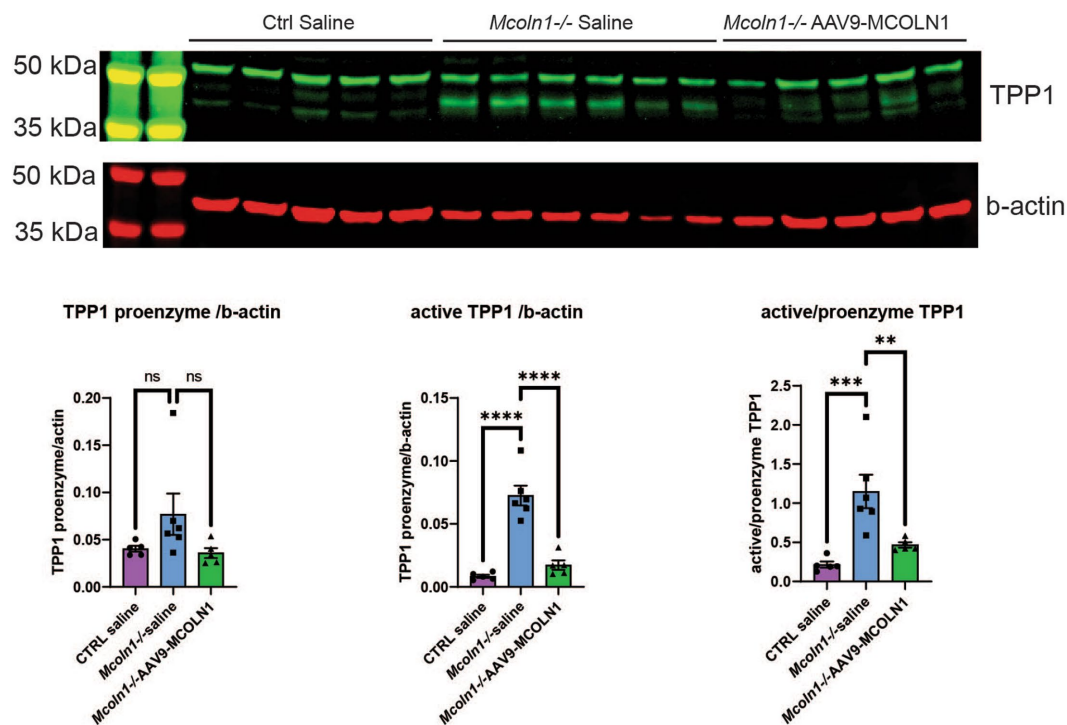 Ctrl Saline
Mcoln1-/- Saline
Mcoln1-/- AAV9-MCOLN1
50 kDa
35 kDa
TPP1
50 kDa
35 kDa
b-actin
TPP1 proenzyme /b-actin
TPP1 proenzyme/actin
0.20
0.15
0.10
0.05
0.00
ns
ns
CTRL saline
Mcoln1-/-saline
Mcoln1-/-AAV9-MCOLN1
active TPP1 /b-actin
TPP1 proenzyme/b-actin
0.15
0.10
0.05
0.00
****
****
CTRL saline
Mcoln1-/-saline
Mcoln1-/-AAV9-MCOLN1
active/proenzyme TPP1
active/proenzyme TPP1
2.5
2.0
1.5
1.0
0.5
0.0
***
**
CTRL saline
Mcoln1-/-saline
Mcoln1-/-AAV9-MCOLN1